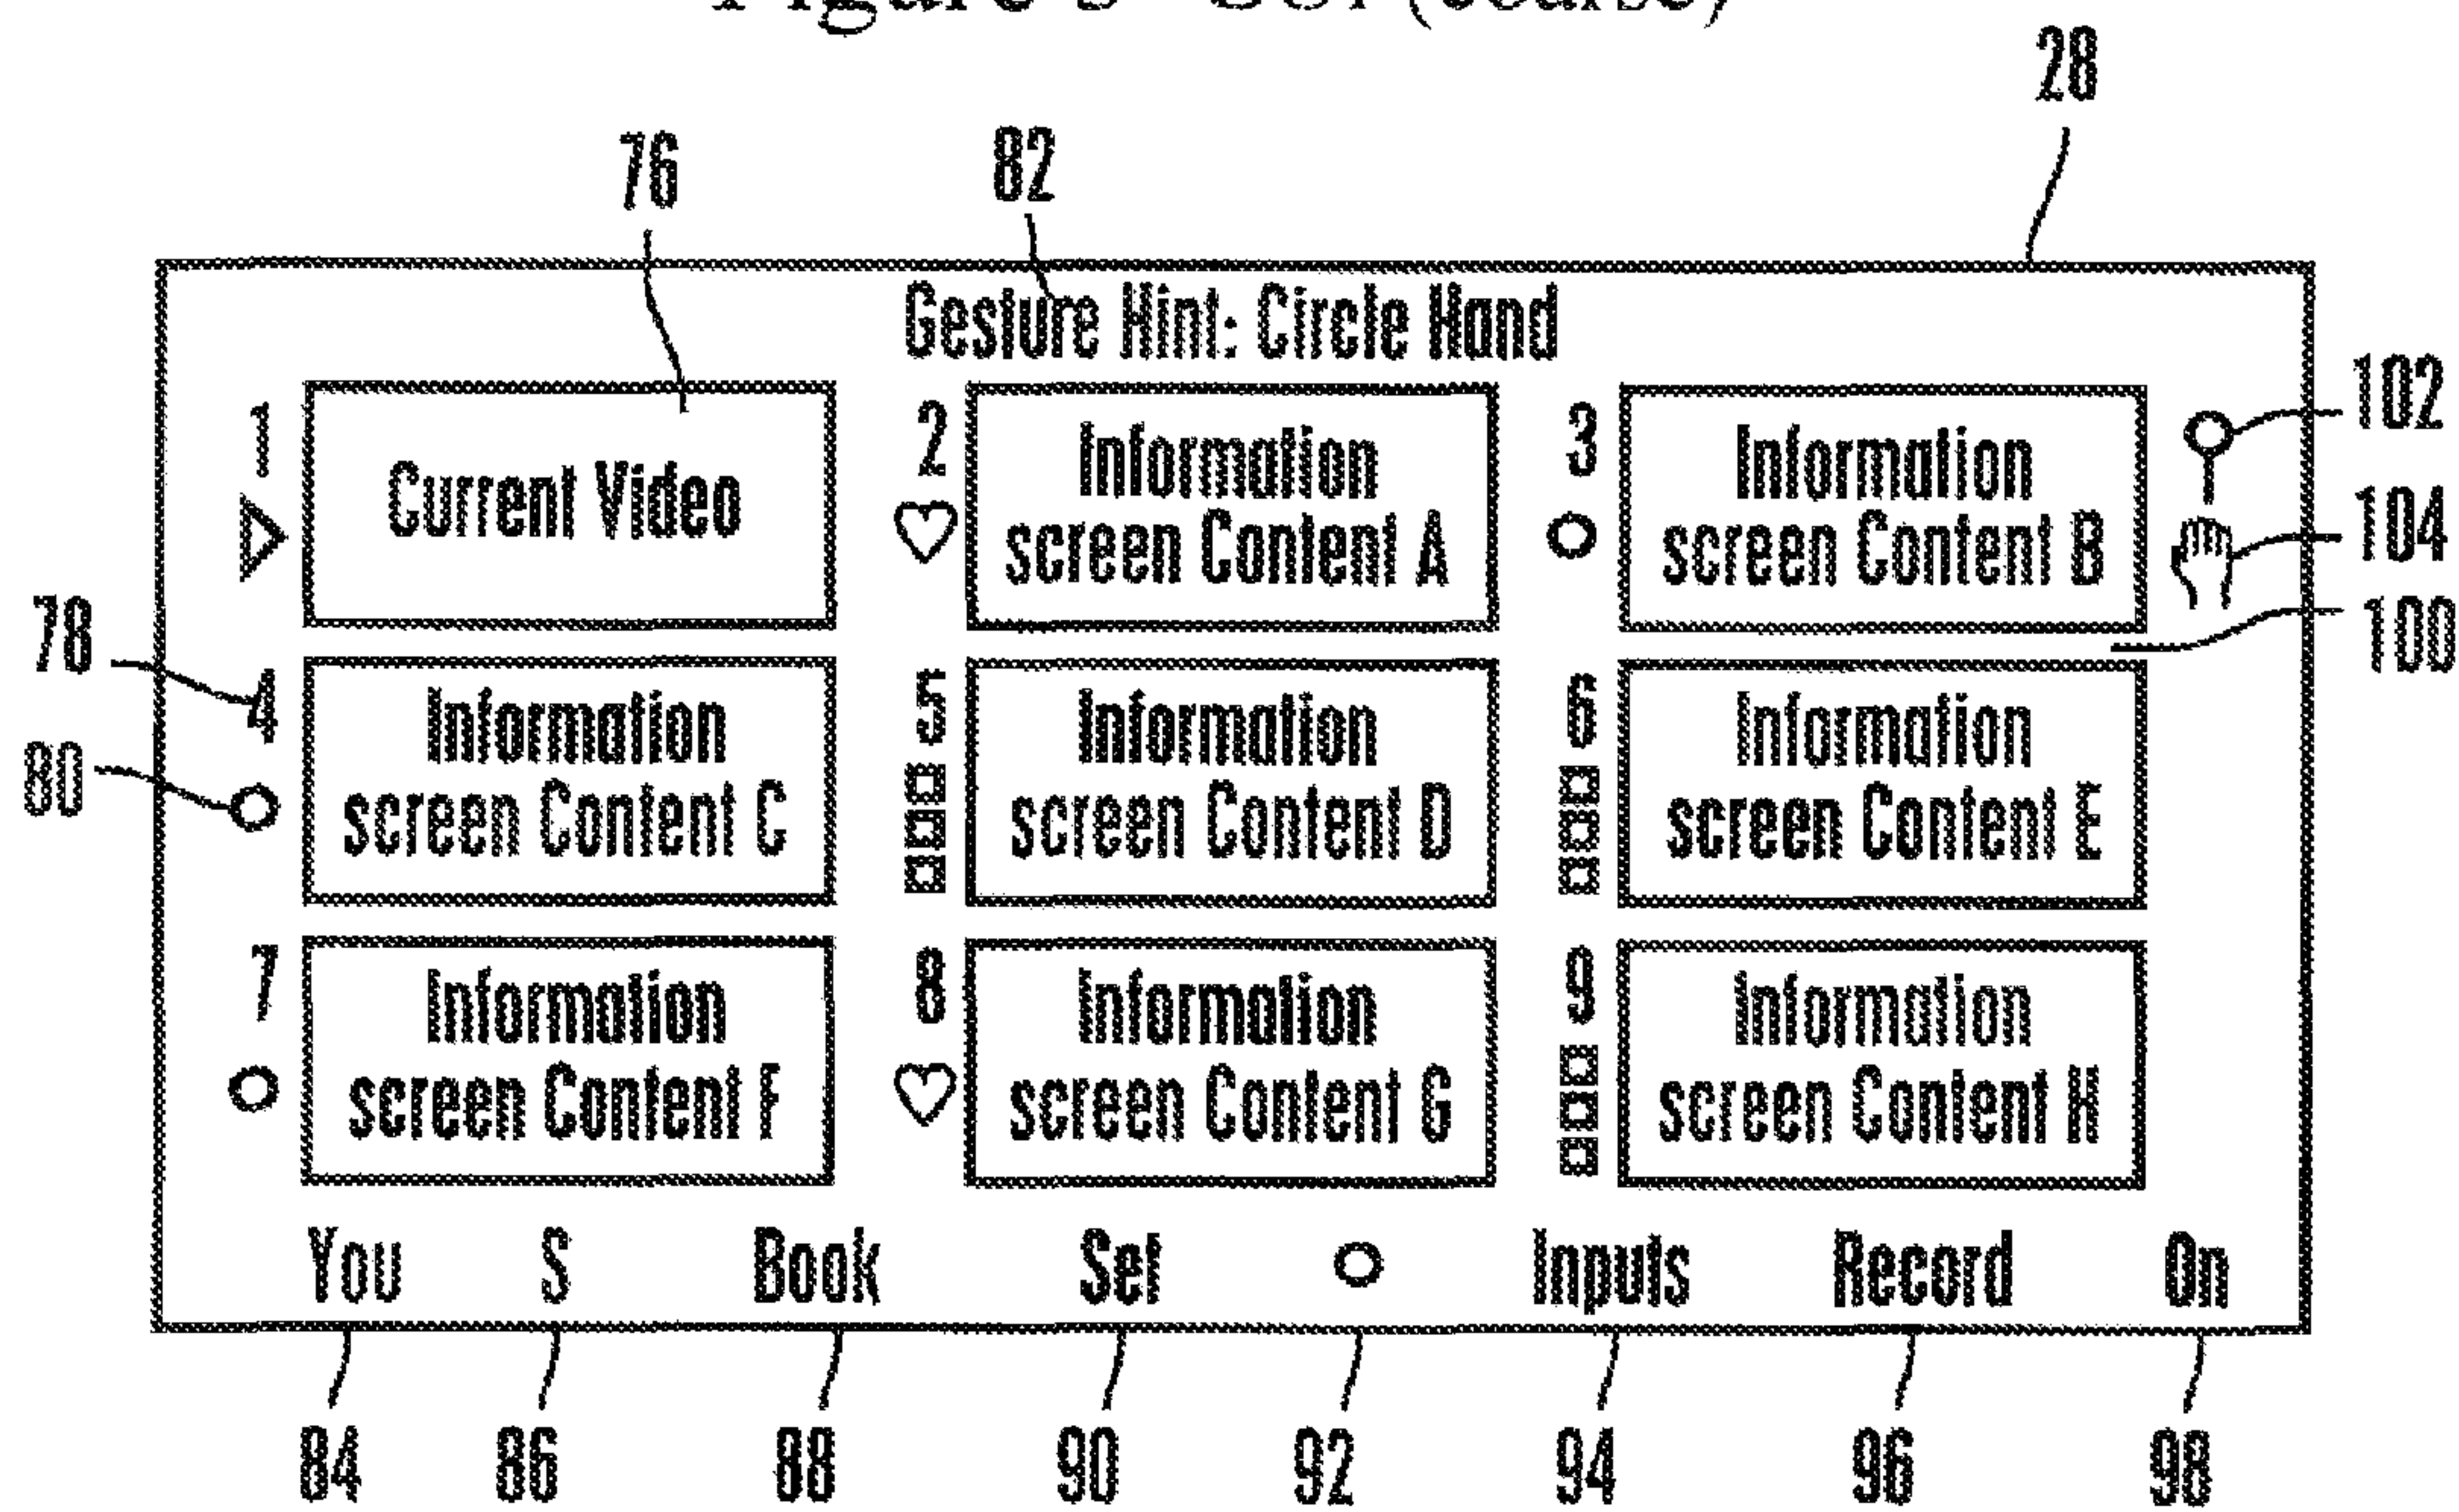 (coarse)
28
76 82
Gesture Hint: Circle Hand
1 Current Video
2 Information
screen Content A
3 Information
screen Content B
102
104
100
78
80
4 Information
screen Content C
5 Information
screen Content D
6 Information
screen Content E
7 Information
screen Content F
8 Information
screen Content G
9 Information
screen Content H
You S Book Set Inputs Record On
84 86 88 90 92 94 96 98